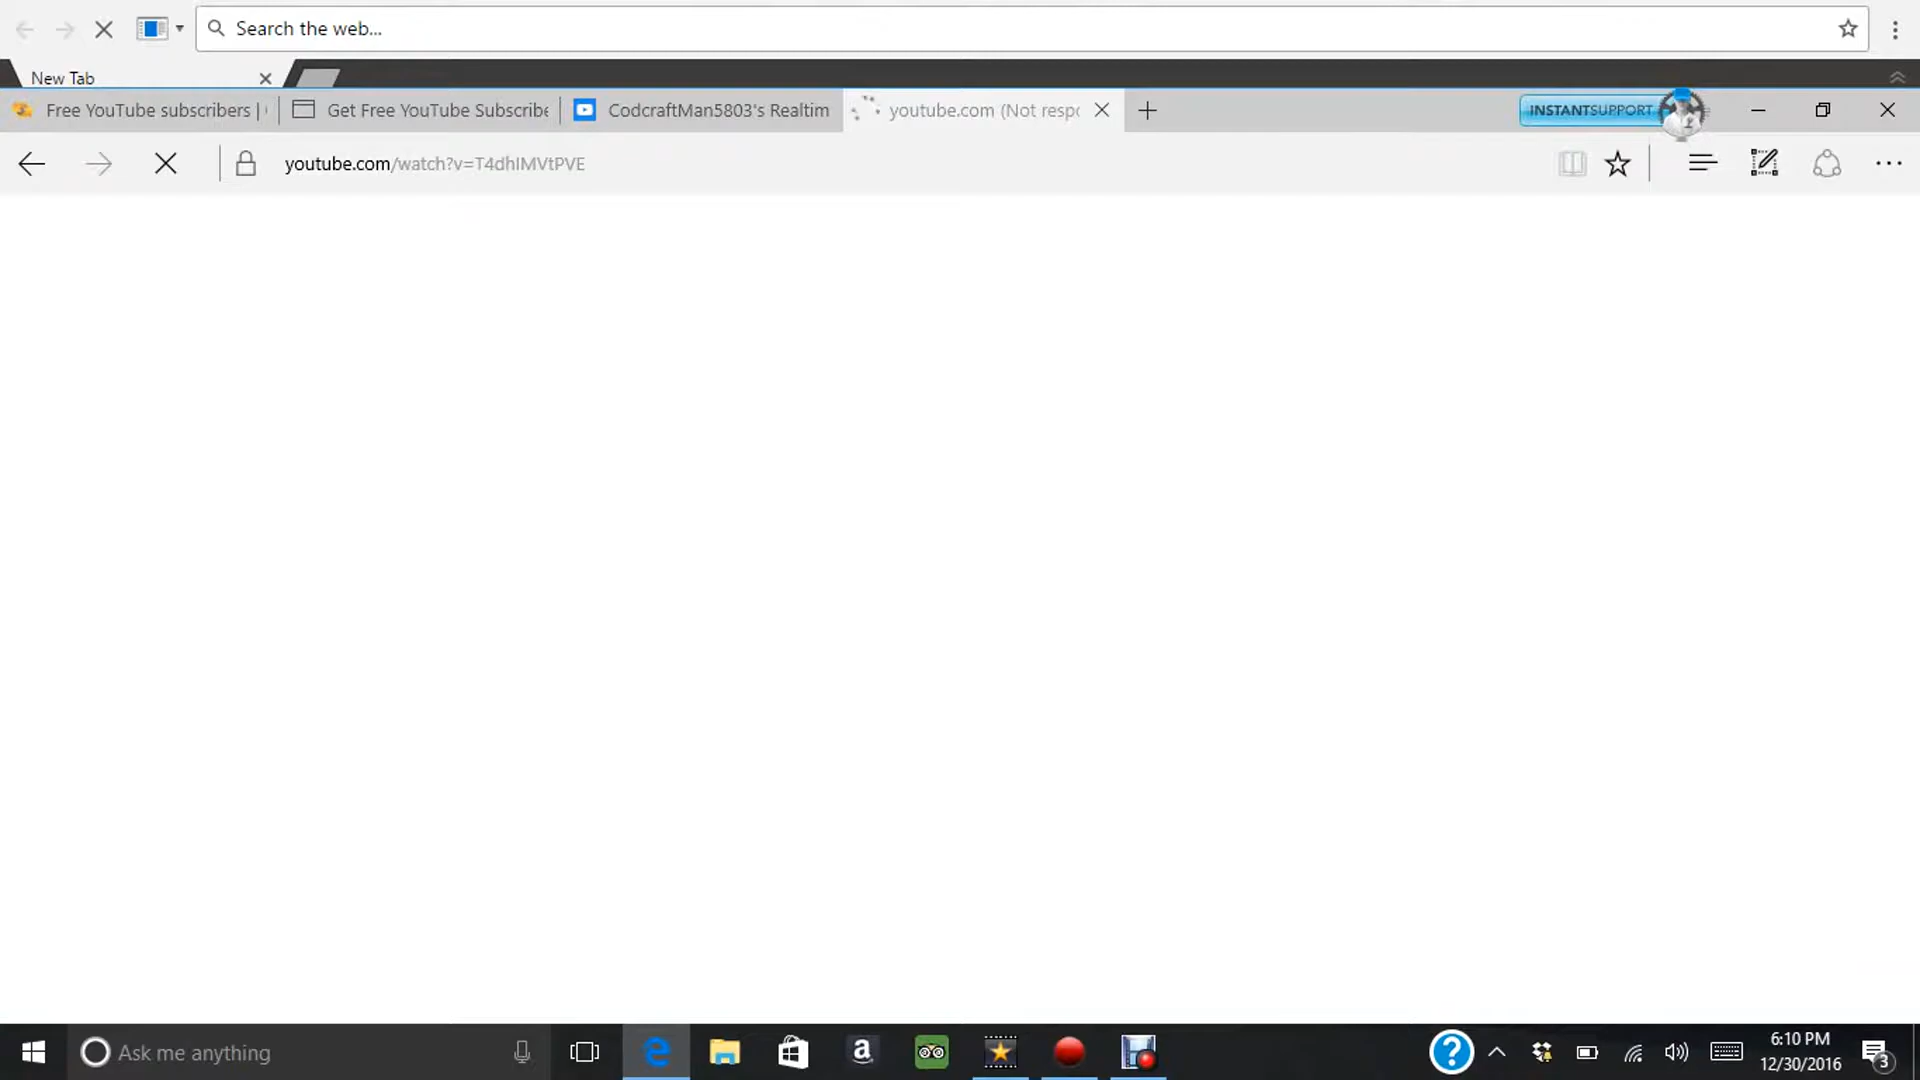 Search the web...
New Tab
Free YouTube subscribers |
Get Free YouTube Subscribe
CodcraftMan5803's Realtim
youtube.com (Not respo
INSTANTSUPPORT
youtube.com/watch?v=T4dhIMVtPVE
Ask me anything
a
?
6:10 PM
12/30/2016
3